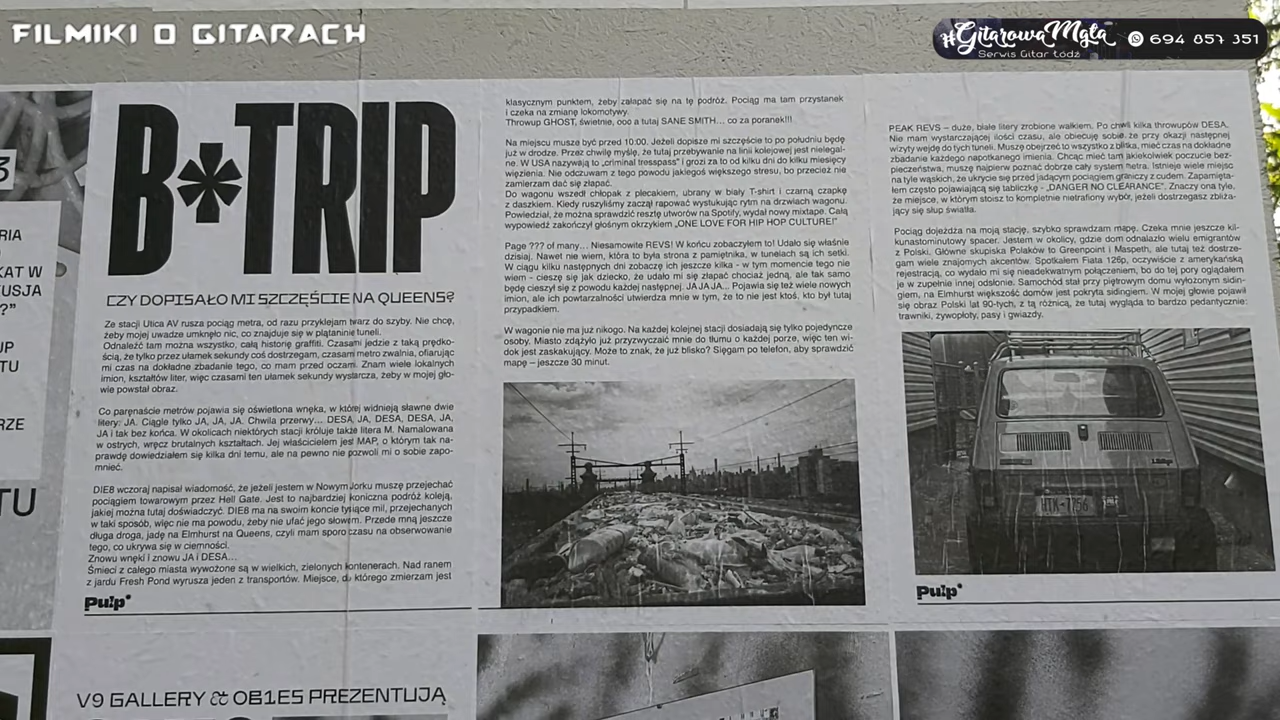 FILMIKI O GITARACH
#GitarowaMgła
Serwis Gitar Łódź
694 857 351
B*TRIP
CZY DOPISAŁO MI SZCZĘŚCIE NA QUEENS?
Ze stacji Utica AV rusza pociąg metra, od razu przyklejam twarz do szyby. Nie chcę,
żeby mojej uwadze umknęło nic, co znajduje się w plątaninie tuneli.
Odnaleźć tam można wszystko, całą historię graffiti. Czasami jedzie z taką prędko-
ścią, że tylko przez ułamek sekundy coś dostrzegam, czasami metro zwalnia, ofiarując
mi czas na dokładne zbadanie tego, co mam przed oczami. Znam wiele lokalnych
imion, kształtów liter, więc czasami ten ułamek sekundy wystarcza, żeby w mojej gło-
wie powstał obraz.
Co paręnaście metrów pojawia się oświetlona wnęka, w której widnieją sławne dwie
litery: JA. Ciągle tylko JA, JA, JA. Chwila przerwy... DESA, JA, DESA, DESA, JA,
JA i tak bez końca. W okolicach niektórych stacji króluje także litera M. Namalowana
w ostrych, wręcz brutalnych kształtach. Jej właścicielem jest MAP, o którym tak na-
prawdę dowiedziałem się kilka dni temu, ale na pewno nie pozwoli mi o sobie zapo-
mnieć.
DIE8 wczoraj napisał wiadomość, że jeżeli jestem w Nowym Jorku muszę przejechać
pociągiem towarowym przez Hell Gate. Jest to najbardziej ikoniczna podróż koleją,
jakiej można tutaj doświadczyć. DIE8 ma na swoim koncie tysiące mil, przejechanych
w taki sposób, więc nie ma powodu, żeby nie ufać jego słowem. Przede mną jeszcze
długa droga, jadę na Elmhurst na Queens, czyli mam sporo czasu na obserwowanie
tego, co ukrywa się w ciemności.
Znowu wnęki i znowu JA i DESA...
Śmieci z całego miasta wywożone są w wielkich, zielonych kontenerach. Nad ranem
z jardu Fresh Pond wyrusza jeden z transportów. Miejsce, do którego zmierzam jest
Pulp*
klasycznym punktem, żeby załapać się na tę podróż. Pociąg ma tam przystanek
i czeka na zmianę lokomotywy.
Throwup GHOST, świetnie, ooo a tutaj SANE SMITH... co za poranek!!!
Na miejscu muszę być przed 10:00. Jeżeli dopisze mi szczęście to po południu będę
już w drodze. Przez chwilę myślę, że tutaj przebywanie na linii kolejowej jest nielegal-
ne. W USA nazywają to „criminal tresspass” i grozi za to od kilku dni do kilku miesięcy
więzienia. Nie odczuwam z tego powodu jakiegoś większego stresu, bo przecież nie
zamierzam dać się złapać.
Do wagonu wszedł chłopak z plecakiem, ubrany w biały T-shirt i czarną czapkę
z daszkiem. Kiedy ruszyliśmy zaczął rapować wystukując rytm na drzwiach wagonu.
Powiedział, że można sprawdzić resztę utworów na Spotify, wydał nowy mixtape. Całą
wypowiedź zakończył głośnym okrzykiem „ONE LOVE FOR HIP HOP CULTURE!”
Page ??? of many... Niesamowite REVS! W końcu zobaczyłem to! Udało się właśnie
dzisiaj. Nawet nie wiem, która to była strona z pamiętnika, w tunelach są ich setki.
W ciągu kilku następnych dni zobaczę ich jeszcze kilka - w tym momencie tego nie
wiem - cieszę się jak dziecko, że udało mi się złapać chociaż jedną, ale tak samo
będę cieszył się z powodu każdej następnej. JA JA JA... Pojawia się też wiele nowych
imion, ale ich powtarzalności utwierdza mnie w tym, że to nie jest ktoś, kto był tutaj
przypadkiem.
W wagonie nie ma już nikogo. Na każdej kolejnej stacji dosiadają się tylko pojedyncze
osoby. Miasto zdążyło już przyzwyczaić mnie do tłumu o każdej porze, więc ten wi-
dok jest zaskakujący. Może to znak, że już blisko? Sięgam po telefon, aby sprawdzić
mapę – jeszcze 30 minut.
PEAK REVS – duże, białe litery zrobione wałkiem. Po chwili kilka throwupów DESA.
Nie mam wystarczającej ilości czasu, ale obiecuję sobie, że przy okazji następnej
wizyty wejdę do tych tuneli. Muszę obejrzeć to wszystko z bliska, mieć czas na dokładne
zbadanie każdego napotkanego imienia. Chcąc mieć tam jakiekolwiek poczucie bez-
pieczeństwa, muszę najpierw poznać dobrze cały system metra. Istnieje wiele miejsc
na tyle wąskich, że ukrycie się przed jadącym pociągiem graniczy z cudem. Zapamięta-
łem często pojawiającą się tabliczkę - „DANGER NO CLEARANCE”. Znaczy ona tyle,
że miejsce, w którym stoisz to kompletnie nietrafiony wybór, jeżeli dostrzegasz zbliża-
jący się słup światła.
Pociąg dojeżdża na moją stację, szybko sprawdzam mapę. Czeka mnie jeszcze kil-
kunastominutowy spacer. Jestem w okolicy, gdzie dom odnalazło wielu emigrantów
z Polski. Główne skupiska Polaków to Greenpoint i Maspeth, ale tutaj też dostrze-
gam wiele znajomych akcentów. Spotkałem Fiata 126p, oczywiście z amerykańską
rejestracją, co wydało mi się nieadekwatnym połączeniem, bo do tej pory oglądałem
je w zupełnie innej odsłonie. Samochód stał przy piętrowym domu wyłożonym sidin-
giem, na Elmhurst większość domów jest pokryta sidingiem. W mojej głowie pojawił
się obraz Polski lat 90-tych, z tą różnicą, że tutaj wygląda to bardzo pedantycznie:
trawniki, żywopłoty, pasy i gwiazdy.
Pulp*
3
RIA
KAT W
USJA
?”
UP
TU
RZE
TU
V9 GALLERY & OB1ES PREZENTUJĄ